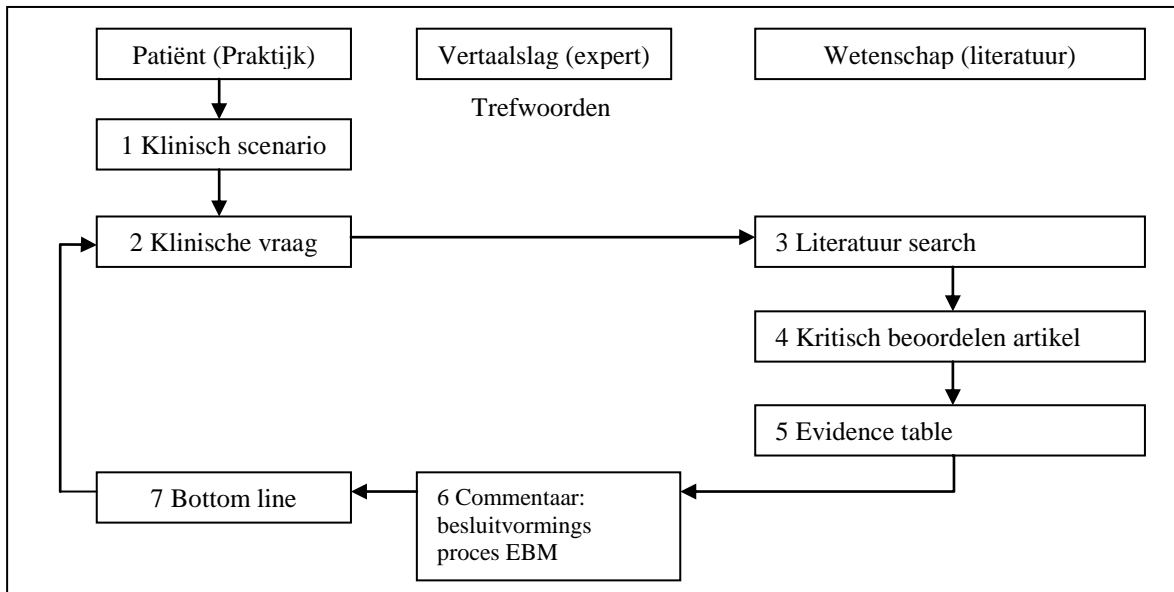 Patiënt (Praktijk)
Vertaalslag (expert)
Wetenschap (literatuur)
Trefwoorden
1 Klinisch scenario
2 Klinische vraag
3 Literatuur search
4 Kritisch beoordelen artikel
5 Evidence table
6 Commentaar:
besluitvormings
proces EBM
7 Bottom line